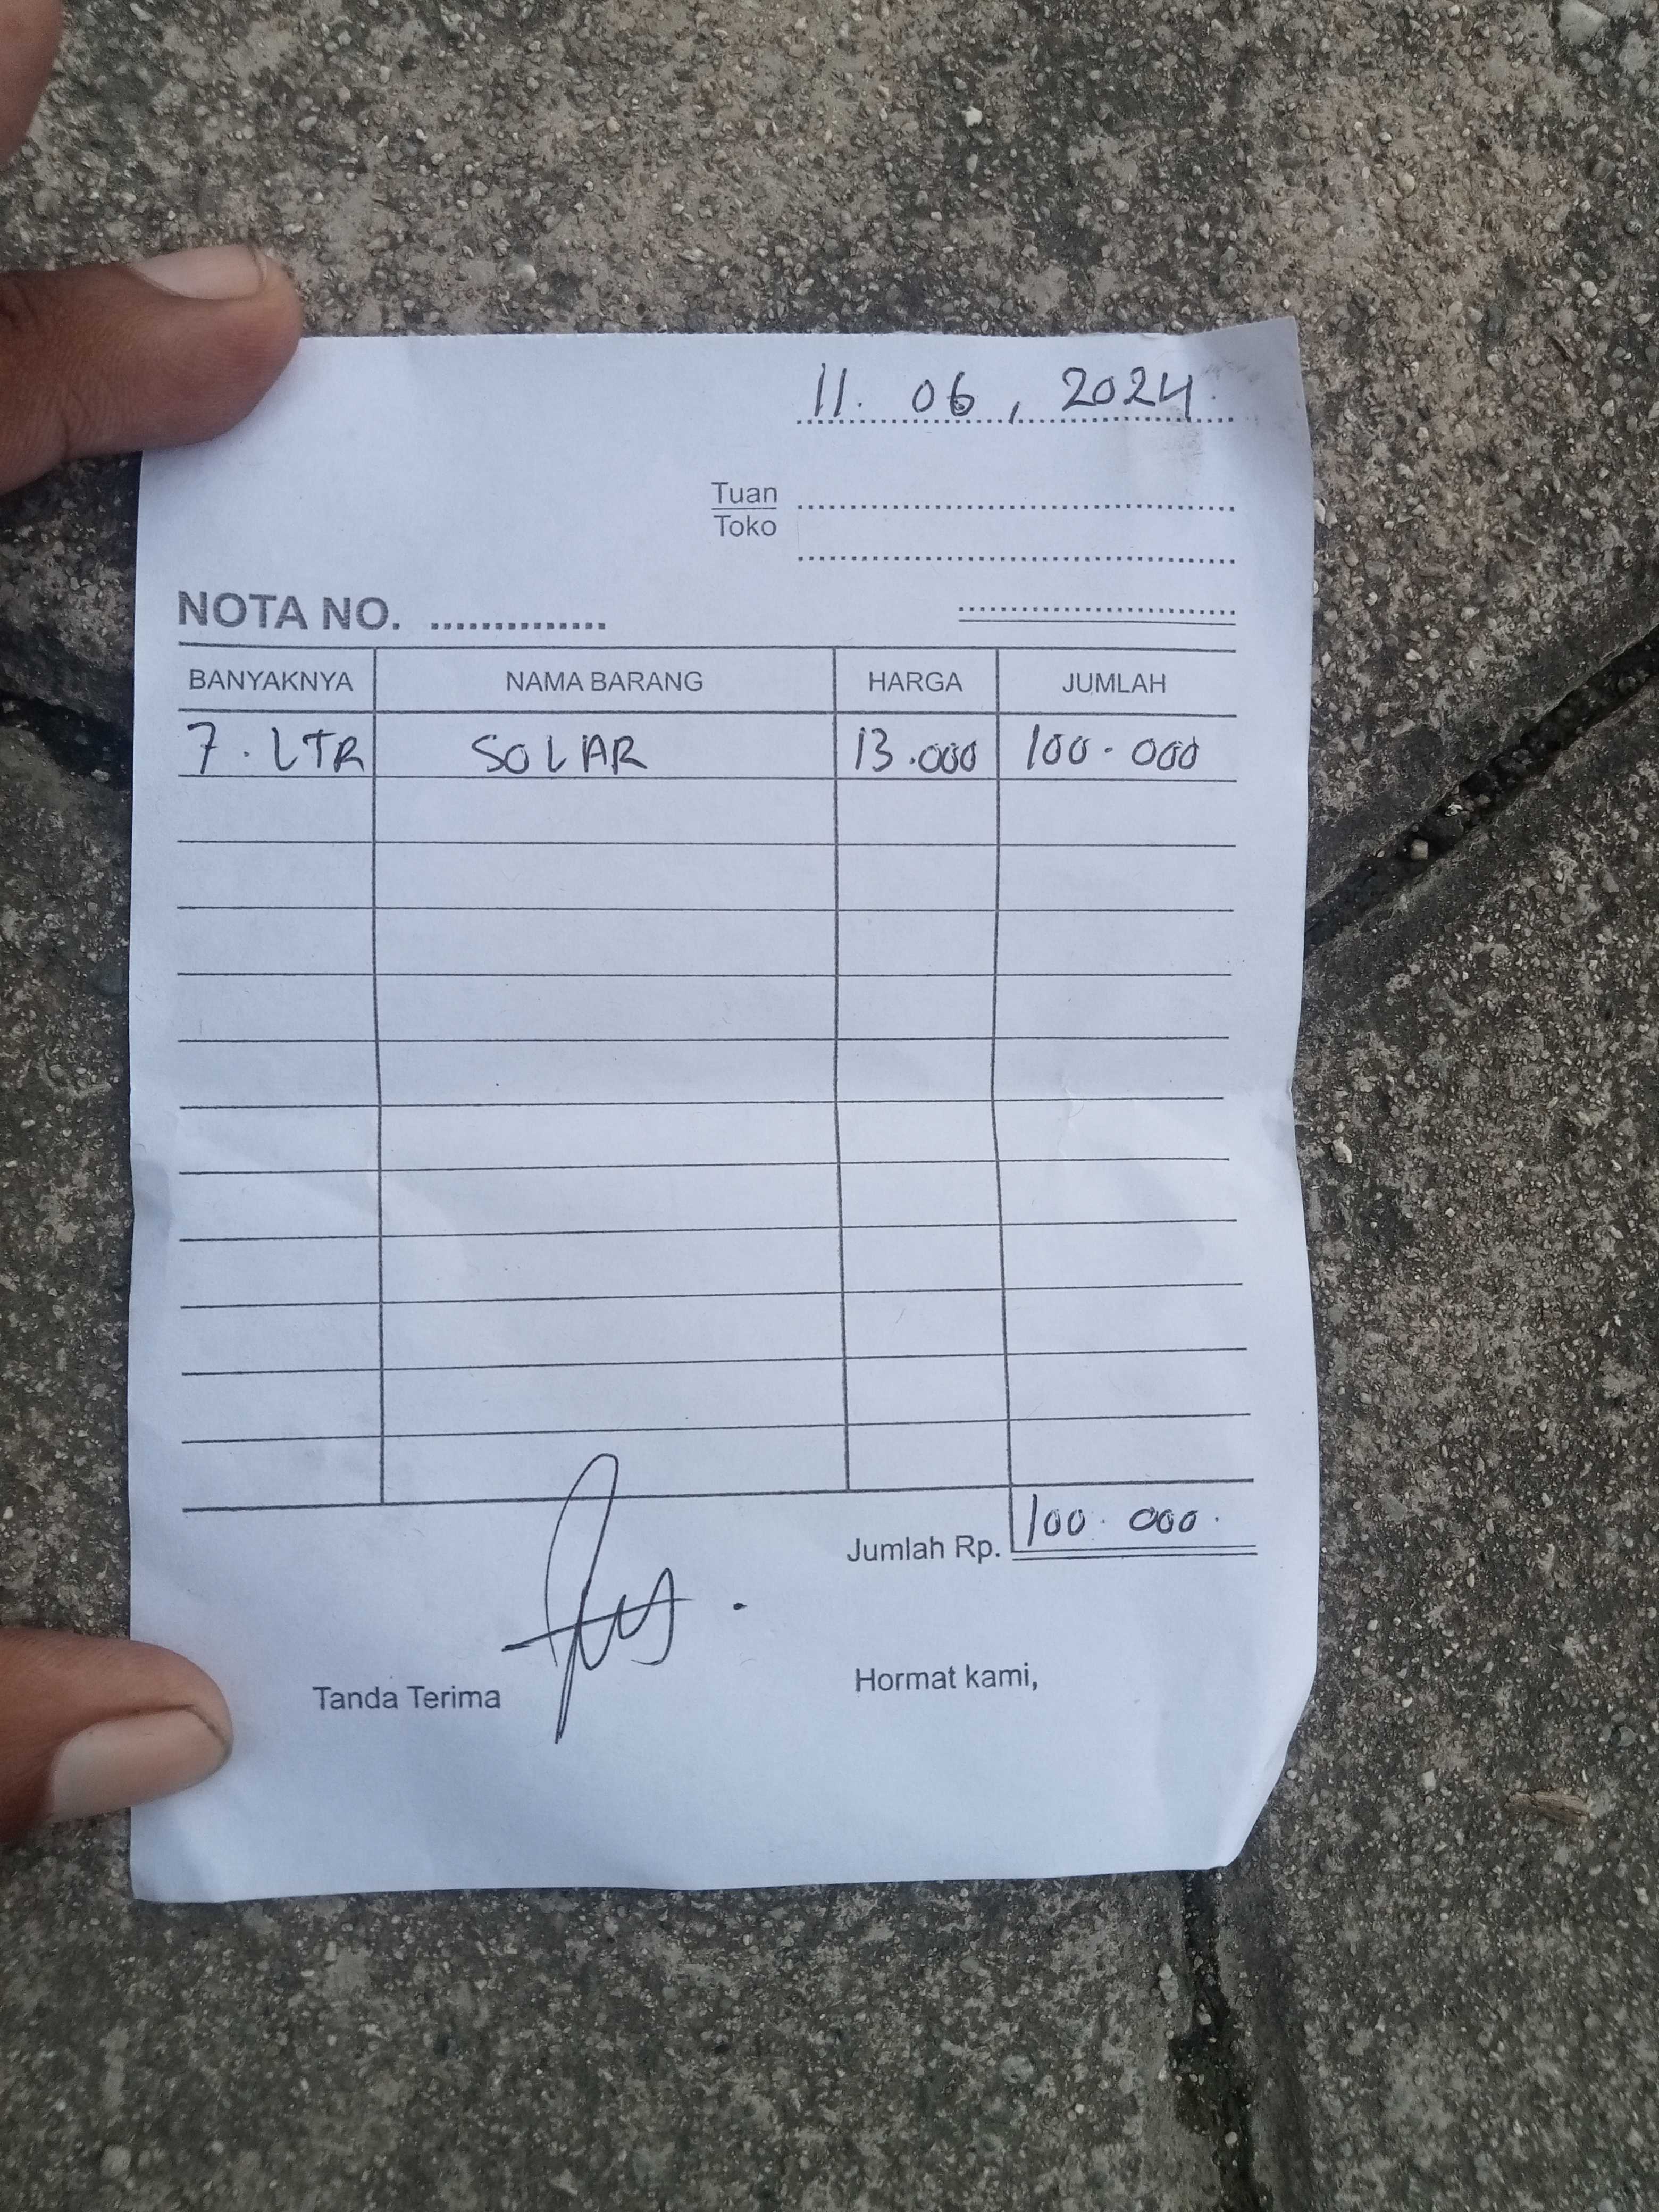 11. 06, 2024.
Tuan
Toko
NOTA NO. ..............
BANYAKNYA NAMA BARANG HARGA JUMLAH
7. LTR SOLAR 13.000 100.000
Jumlah Rp. 100.000.
Tanda Terima Hormat kami,